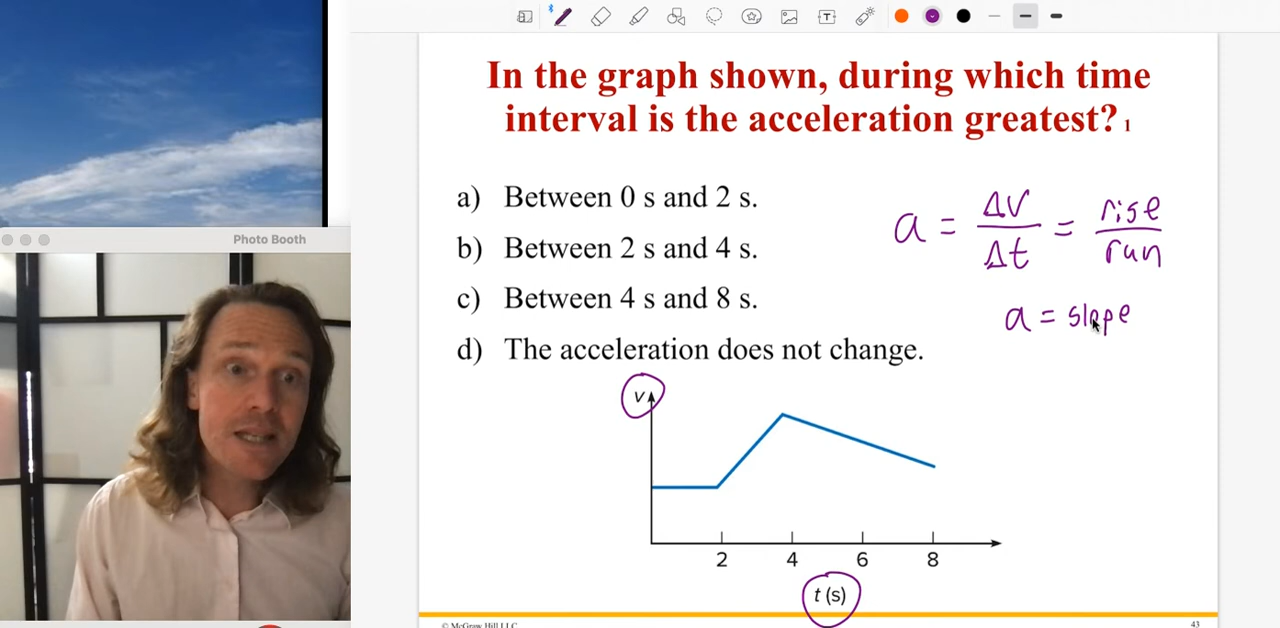 Photo Booth
In the graph shown, during which time
interval is the acceleration greatest? 1
a) Between 0 s and 2 s.
b) Between 2 s and 4 s.
c) Between 4 s and 8 s.
d) The acceleration does not change.
a = Δv/Δt = rise/run
a = slope
v
2 4 6 8
t (s)
© McGraw Hill LLC
43